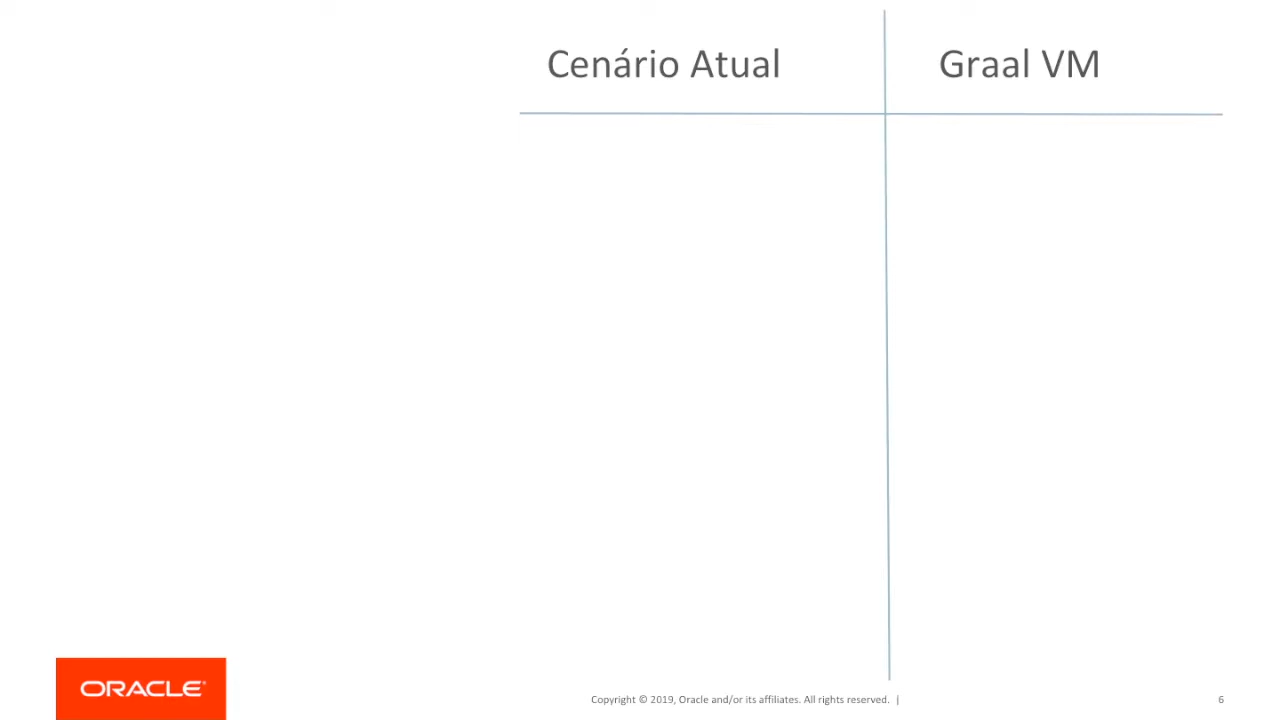 Cenário Atual
Graal VM
ORACLE®
Copyright © 2019, Oracle and/or its affiliates. All rights reserved. |
6